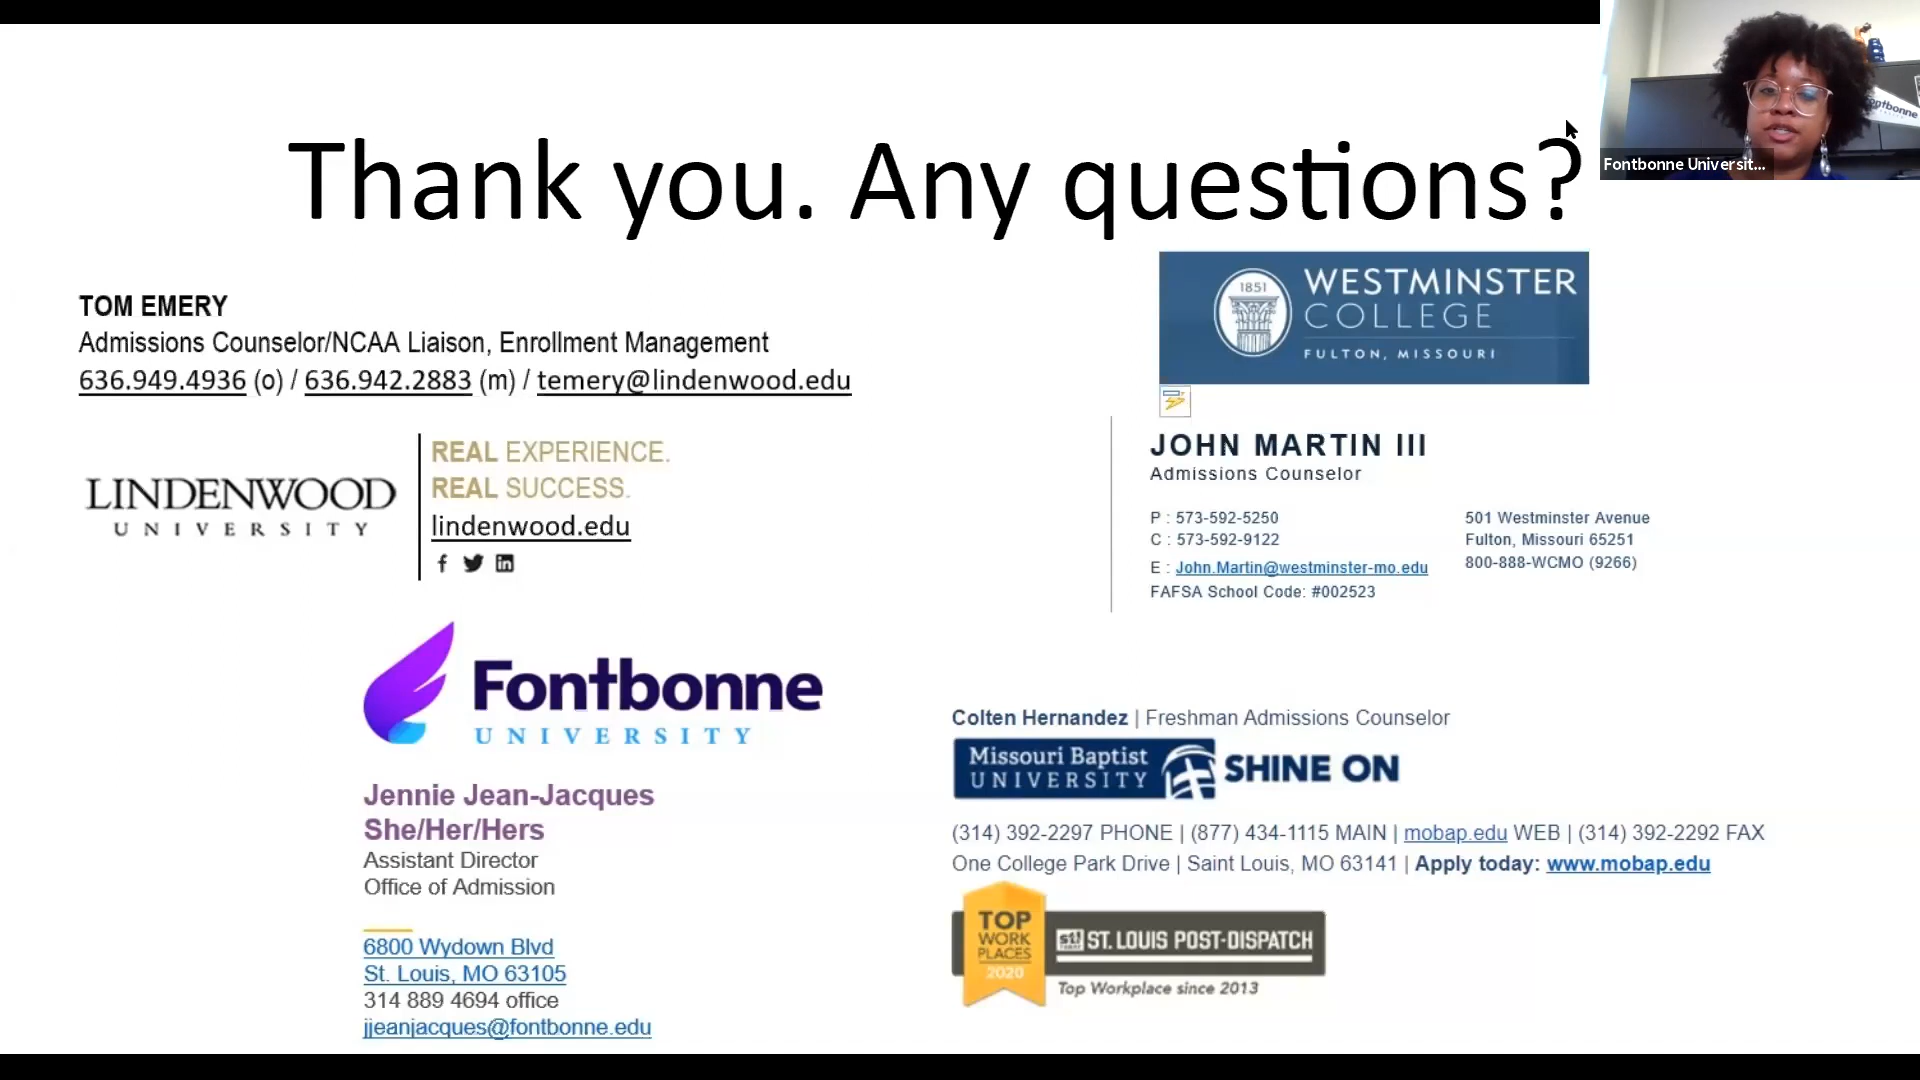 Thank you. Any questions?
Fontbonne
Fontbonne Universit...
TOM EMERY
Admissions Counselor/NCAA Liaison, Enrollment Management
636.949.4936 (o) / 636.942.2883 (m) / temery@lindenwood.edu
LINDENWOOD
UNIVERSITY
REAL EXPERIENCE.
REAL SUCCESS.
lindenwood.edu
1851
WESTMINSTER
COLLEGE
FULTON, MISSOURI
JOHN MARTIN III
Admissions Counselor
P : 573-592-5250
C : 573-592-9122
E : John.Martin@westminster-mo.edu
FAFSA School Code: #002523
501 Westminster Avenue
Fulton, Missouri 65251
800-888-WCMO (9266)
Fontbonne
UNIVERSITY
Jennie Jean-Jacques
She/Her/Hers
Assistant Director
Office of Admission
6800 Wydown Blvd
St. Louis, MO 63105
314 889 4694 office
jjeanjacques@fontbonne.edu
Colten Hernandez | Freshman Admissions Counselor
Missouri Baptist
UNIVERSITY
SHINE ON
(314) 392-2297 PHONE | (877) 434-1115 MAIN | mobap.edu WEB | (314) 392-2292 FAX
One College Park Drive | Saint Louis, MO 63141 | Apply today: www.mobap.edu
TOP
WORK
PLACES
2020
ST. LOUIS POST-DISPATCH
Top Workplace since 2013